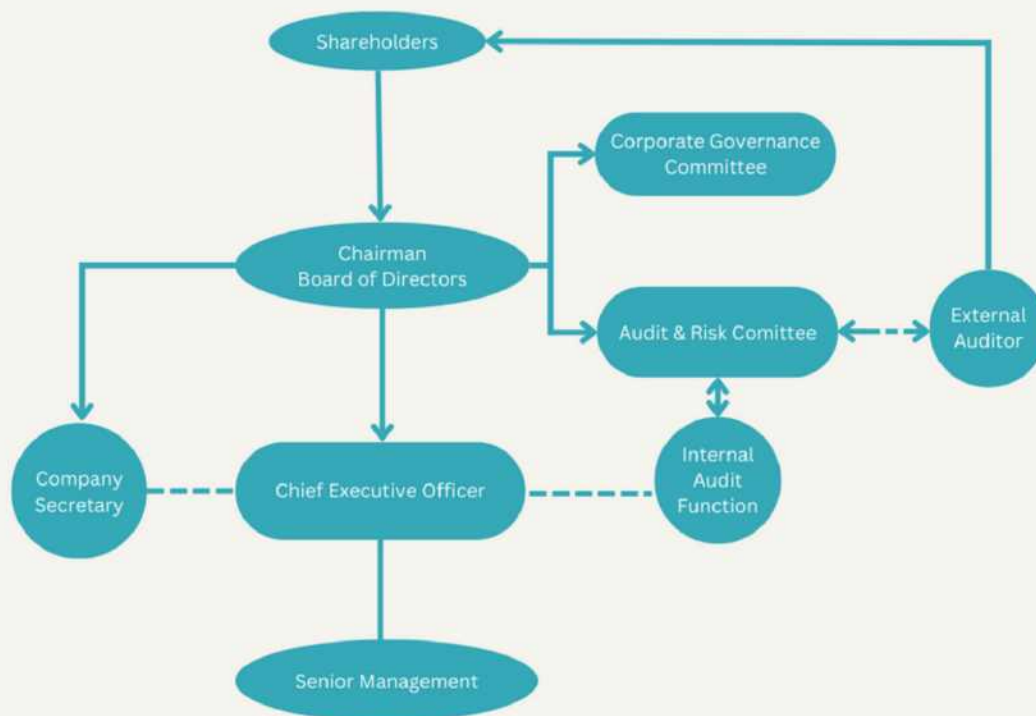 Shareholders
Corporate Governance
Committee
Chairman
Board of Directors
Audit & Risk Comittee
External
Auditor
Company
Secretary
Chief Executive Officer
Internal
Audit
Function
Senior Management